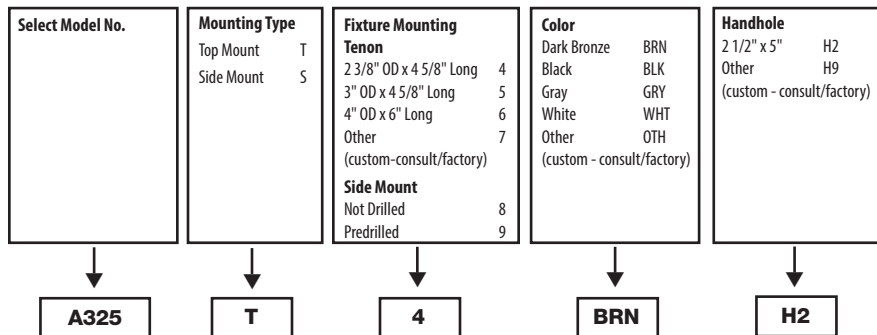 Select Model No.
Mounting Type
Top Mount T
Side Mount S
Fixture Mounting
Tenon
2 3/8" OD x 4 5/8" Long 4
3" OD x 4 5/8" Long 5
4" OD x 6" Long 6
Other 7
(custom-consult/factory)
Side Mount
Not Drilled 8
Predrilled 9
Color
Dark Bronze BRN
Black BLK
Gray GRY
White WHT
Other OTH
(custom - consult/factory)
Handhole
2 1/2" x 5" H2
Other H9
(custom - consult/factory)
A325
T
4
BRN
H2